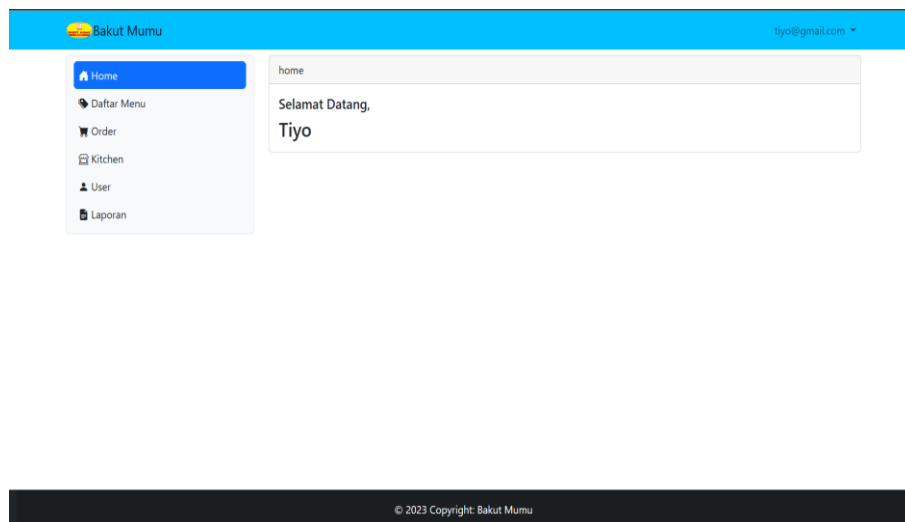 Bakut Mumu
tiyo@gmail.com
Home
Daftar Menu
Order
Kitchen
User
Laporan
home
Selamat Datang,
Tiyo
© 2023 Copyright: Bakut Mumu